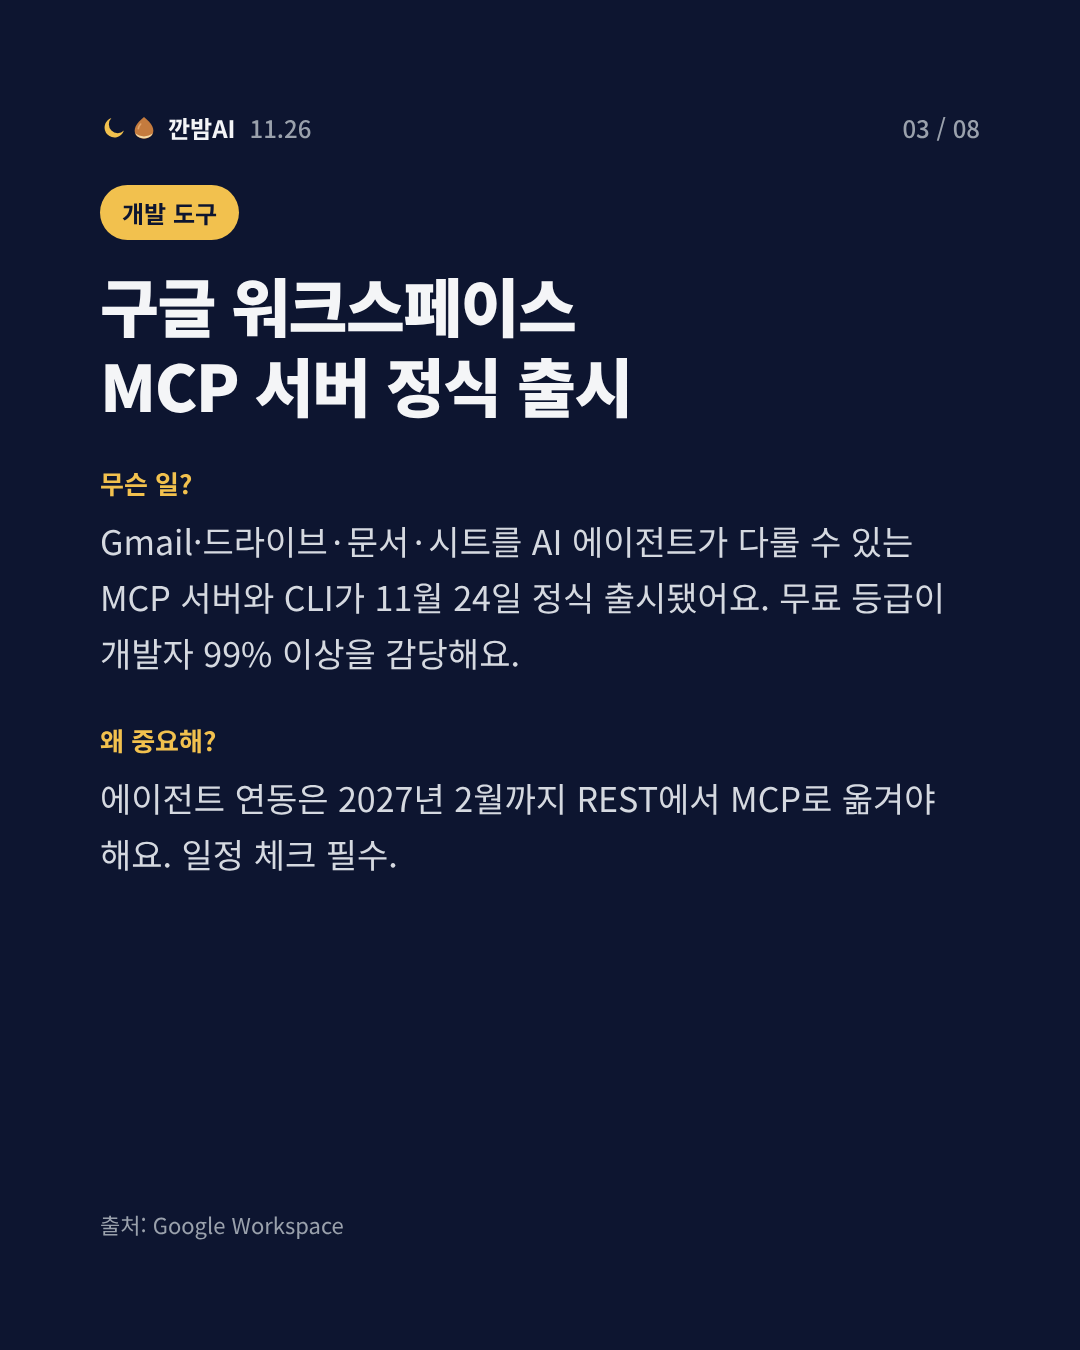 깐밤AI 11.26
03 / 08
개발 도구
구글 워크스페이스
MCP 서버 정식 출시
무슨 일?
Gmail·드라이브·문서·시트를 AI 에이전트가 다룰 수 있는
MCP 서버와 CLI가 11월 24일 정식 출시됐어요. 무료 등급이
개발자 99% 이상을 감당해요.
왜 중요해?
에이전트 연동은 2027년 2월까지 REST에서 MCP로 옮겨야
해요. 일정 체크 필수.
출처: Google Workspace